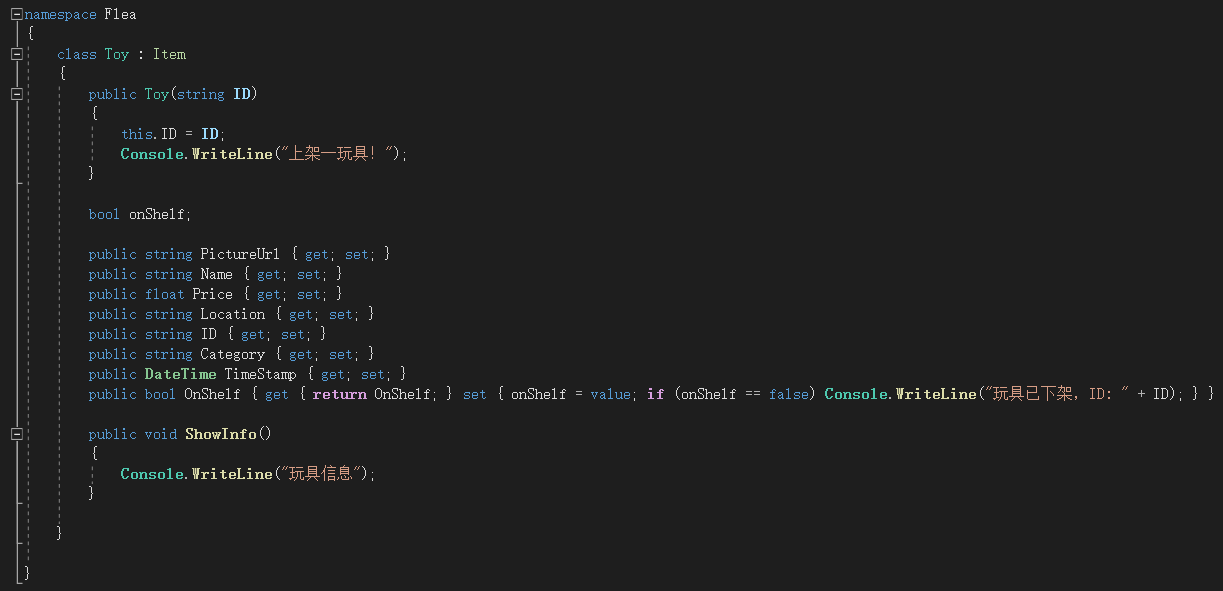 namespace Flea
{
class Toy : Item
{
public Toy(string ID)
{
this.ID = ID;
Console.WriteLine("上架一玩具！");
}
bool onShelf;
public string PictureUrl { get; set; }
public string Name { get; set; }
public float Price { get; set; }
public string Location { get; set; }
public string ID { get; set; }
public string Category { get; set; }
public DateTime TimeStamp { get; set; }
public bool OnShelf { get { return OnShelf; } set { onShelf = value; if (onShelf == false) Console.WriteLine("玩具已下架，ID: " + ID); } }
public void ShowInfo()
{
Console.WriteLine("玩具信息");
}
}
}